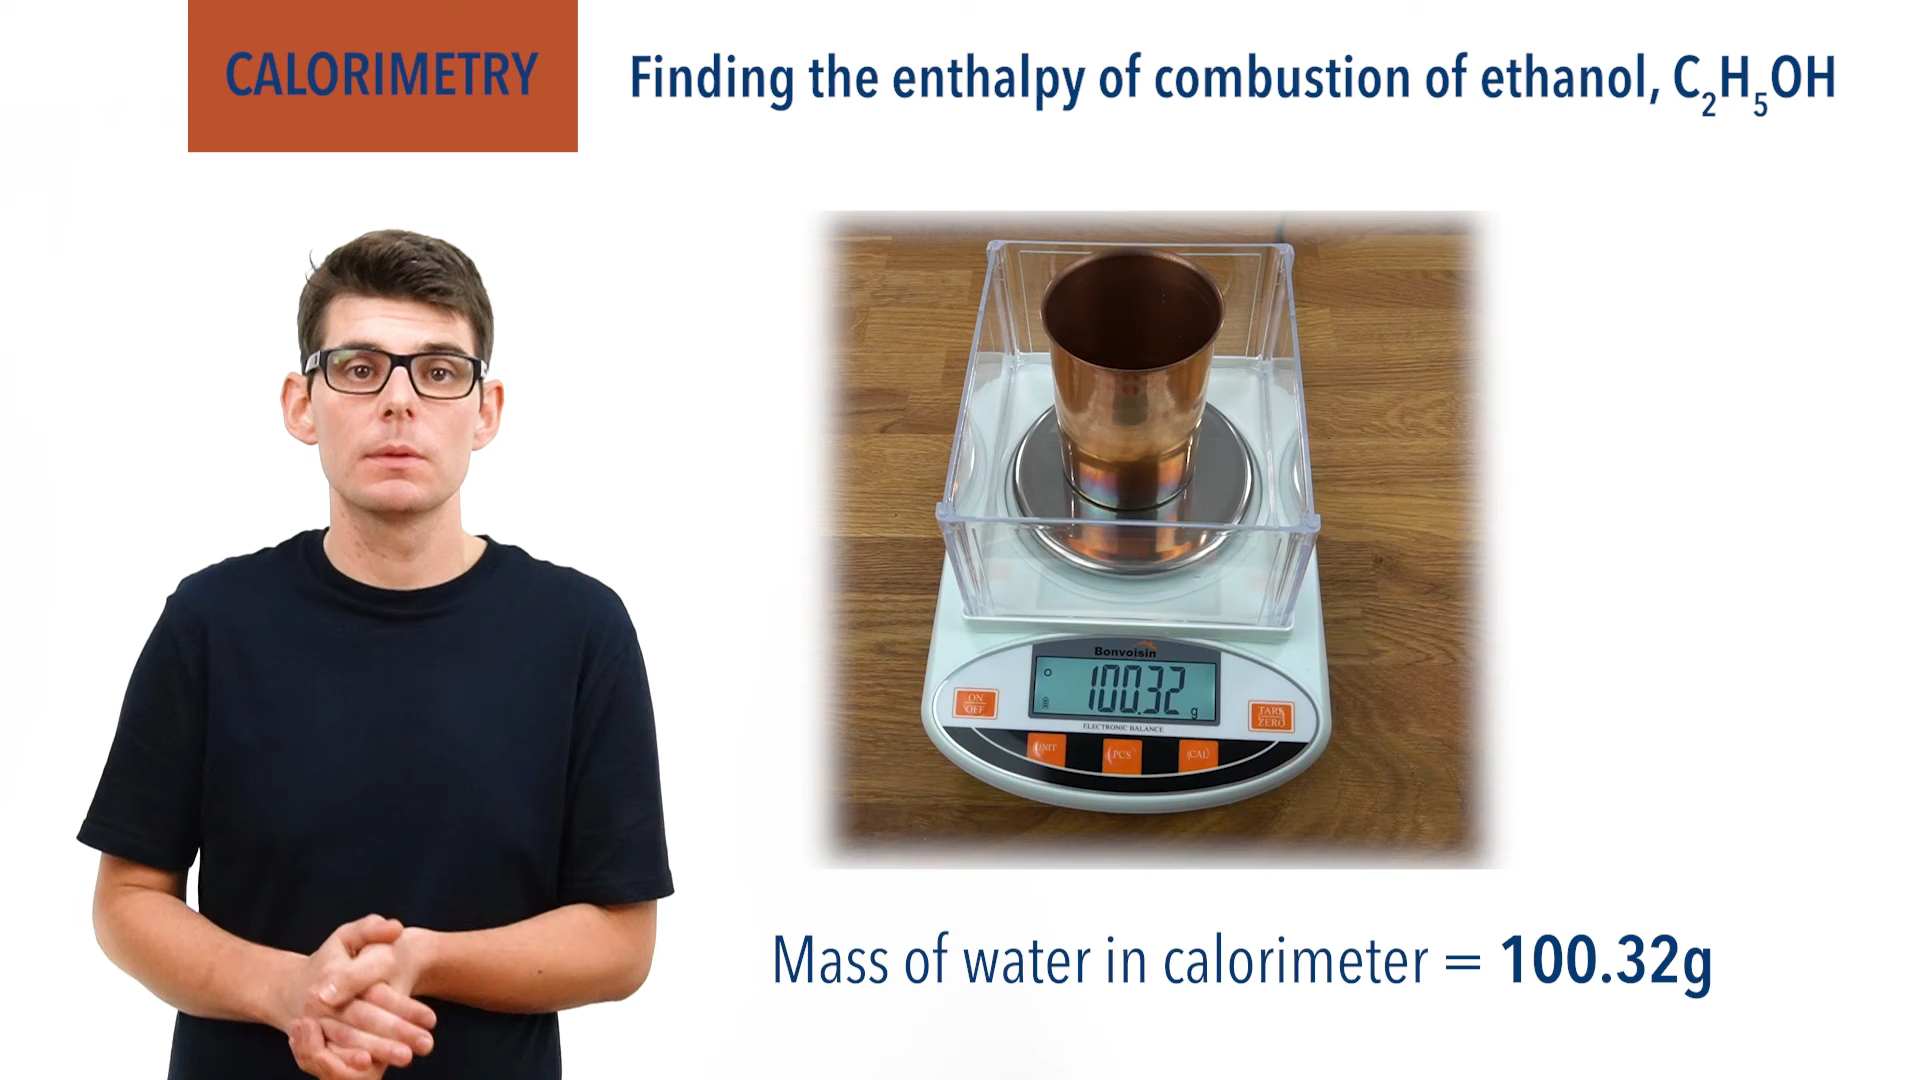 CALORIMETRY
Finding the enthalpy of combustion of ethanol, C₂H₅OH
Bonvoisin
100.32 g
ON
OFF
TARE
ZERO
ELECTRONIC BALANCE
UNIT
PCS
CAL
Mass of water in calorimeter = 100.32g